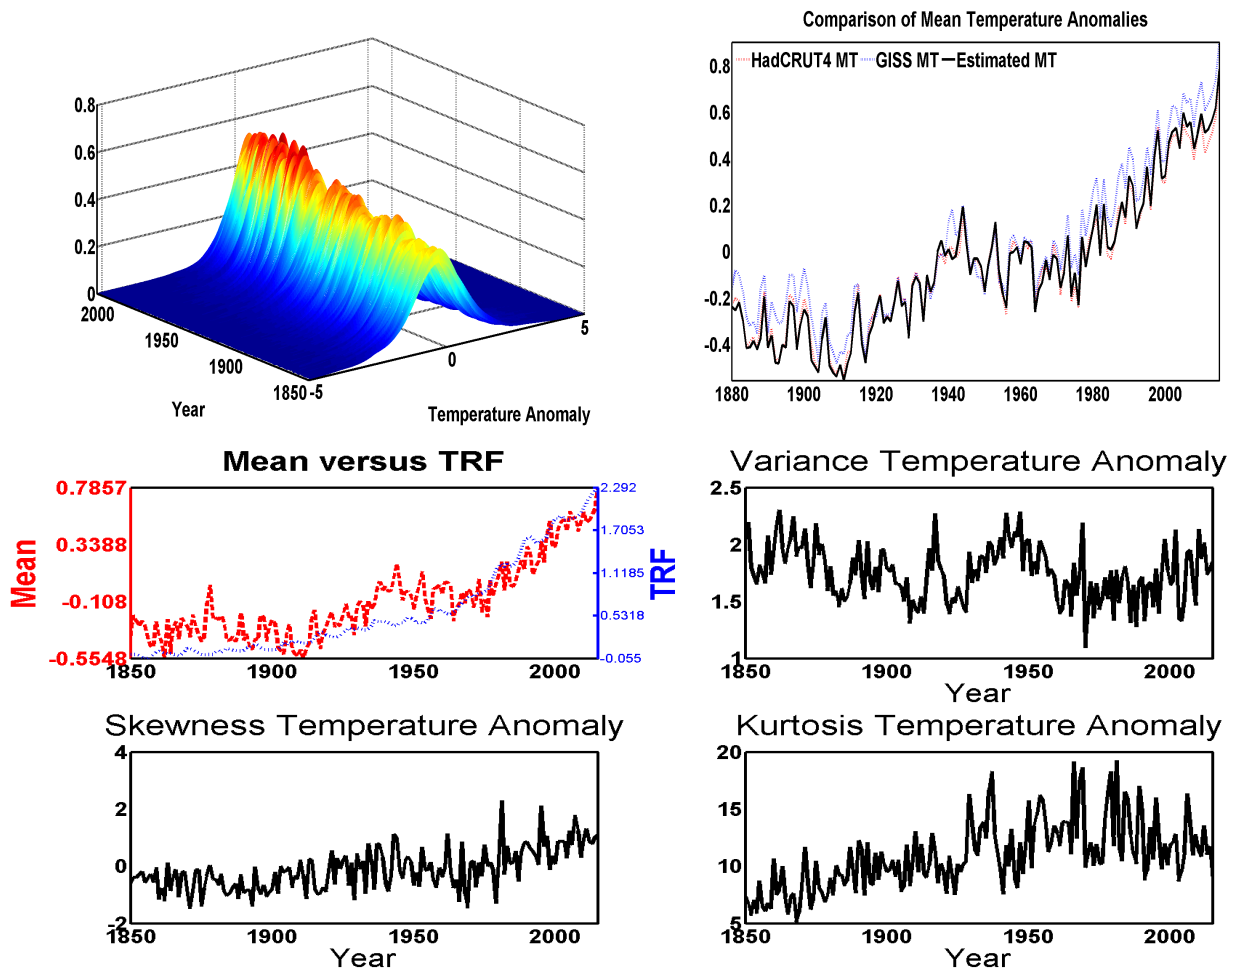 0.8
0.6
0.4
0.2
0
2000
1950
1900
1850
-5
0
5
Year
Temperature Anomaly
Comparison of Mean Temperature Anomalies
HadCRUT4 MT GISS MT Estimated MT
0.8
0.6
0.4
0.2
0
-0.2
-0.4
1880 1900 1920 1940 1960 1980 2000
Mean versus TRF
0.7857
0.3388
-0.108
-0.5548
Mean
2.292
1.7053
1.1185
0.5318
-0.055
TRF
1850 1900 1950 2000
Variance Temperature Anomaly
2.5
2
1.5
1
1850 1900 1950 2000
Year
Skewness Temperature Anomaly
4
2
0
-2
1850 1900 1950 2000
Year
Kurtosis Temperature Anomaly
20
15
10
5
1850 1900 1950 2000
Year